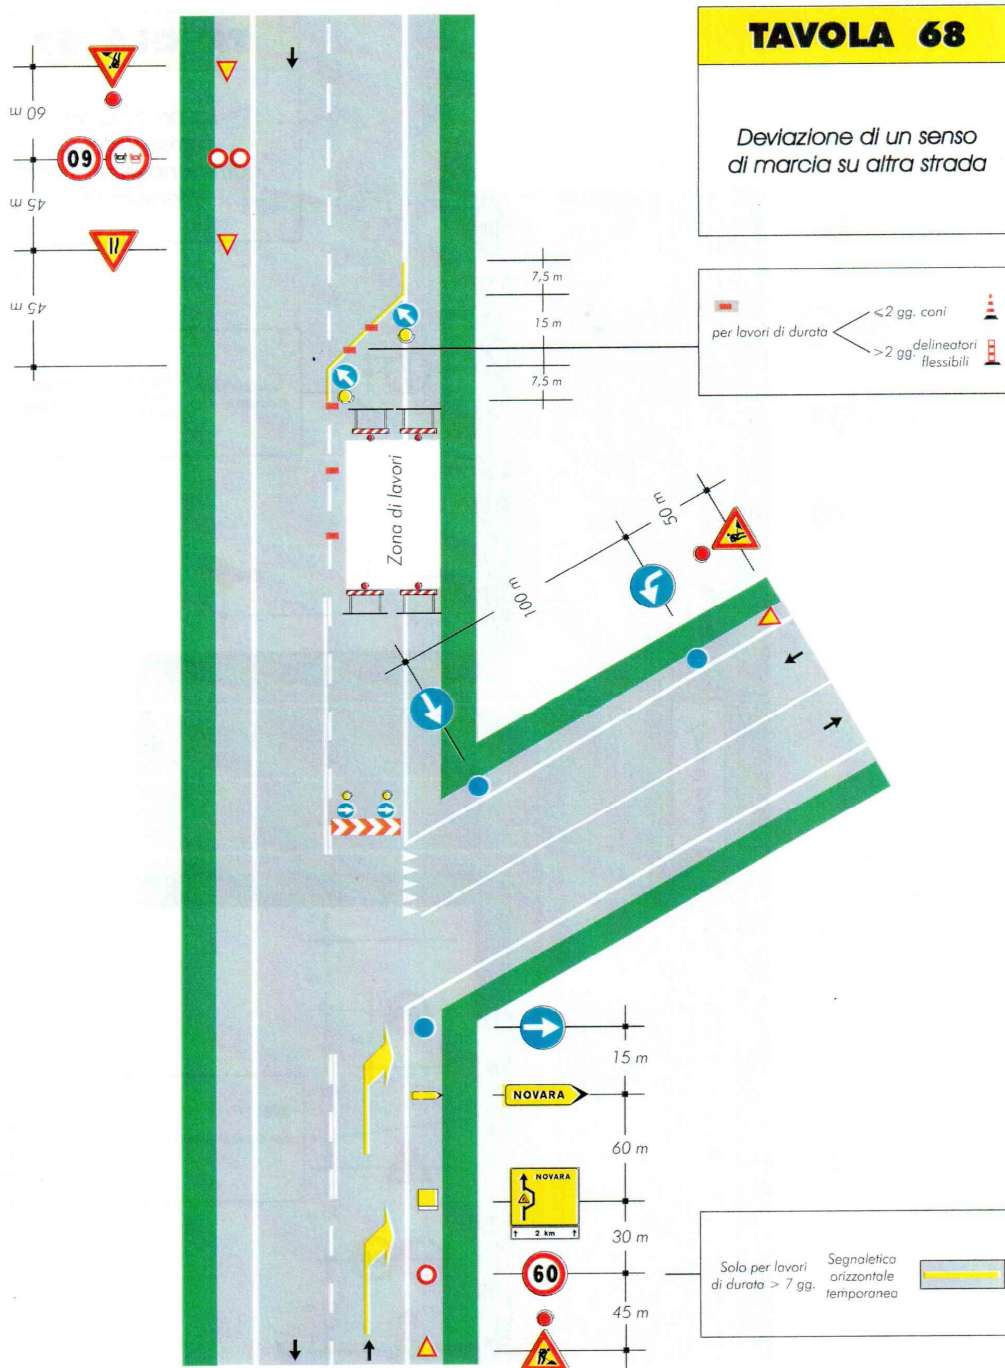 TAVOLA 68
Deviazione di un senso
di marcia su altra strada
60 m
60
45 m
45 m
7,5 m
15 m
7,5 m
per lavori di durata
≤2 gg. coni
>2 gg. delineatori
flessibili
Zona di lavori
50 m
100 m
15 m
NOVARA
60 m
NOVARA
↑ 2 km ↑
30 m
60
45 m
Solo per lavori
di durata > 7 gg.
Segnaletica
orizzontale
temporanea